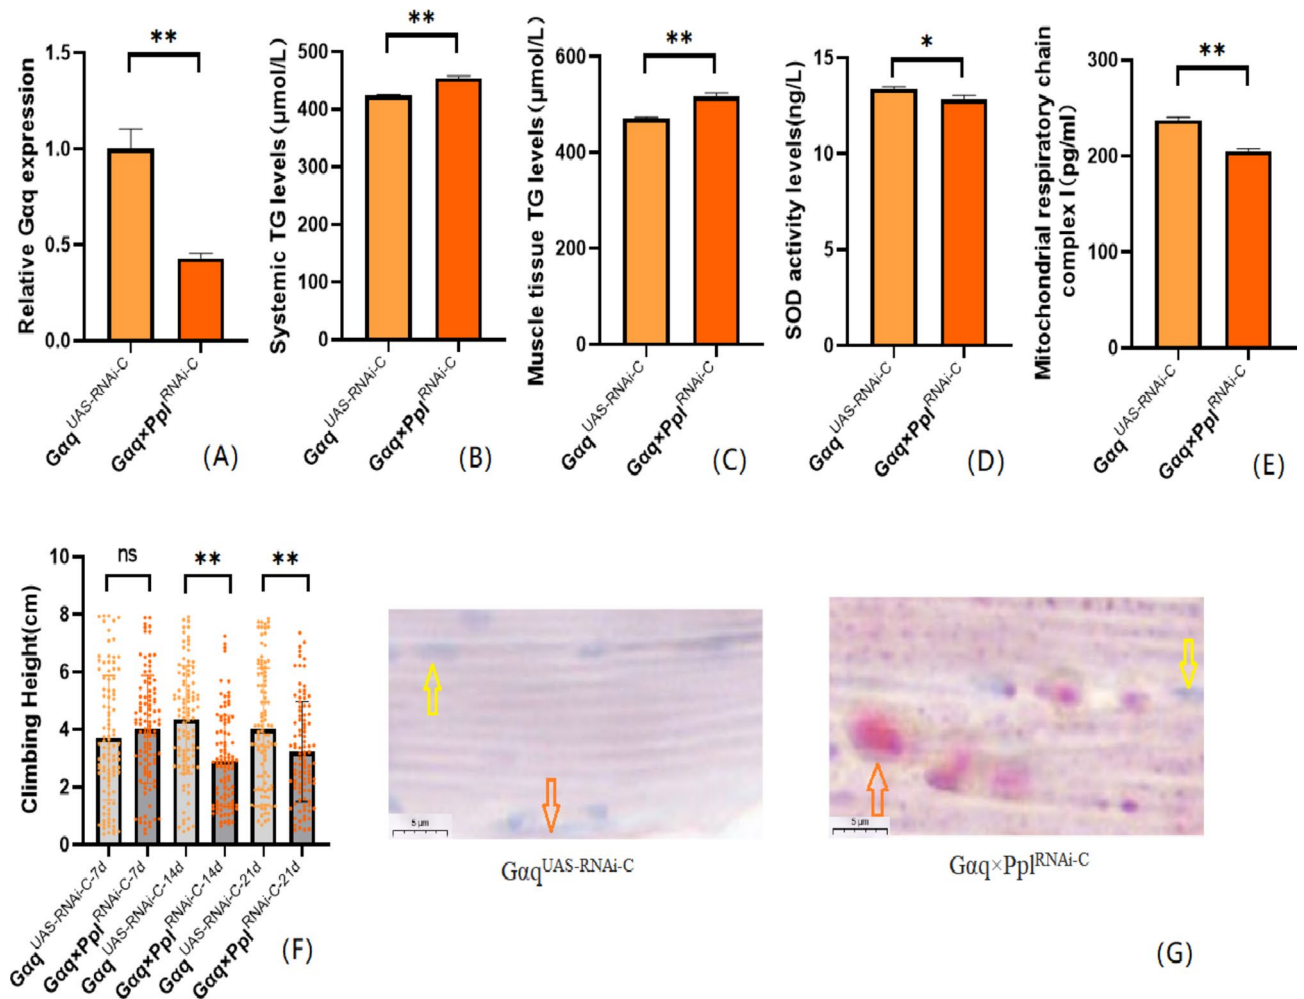 Relative Gαq expression
1.5
1.0
0.5
0.0
**
Gαq^UAS-RNAi-C
Gαq×Ppl^RNAi-C
(A)
Systemic TG levels(μmol/L)
500
400
300
200
100
0
**
Gαq^UAS-RNAi-C
Gαq×Ppl^RNAi-C
(B)
Muscle tissue TG levels(μmol/L)
600
400
200
0
**
Gαq^UAS-RNAi-C
Gαq×Ppl^RNAi-C
(C)
SOD activity levels(ng/L)
15
10
5
0
*
Gαq^UAS-RNAi-C
Gαq×Ppl^RNAi-C
(D)
Mitochondrial respiratory chain
complex I(pg/ml)
300
200
100
0
**
Gαq^UAS-RNAi-C
Gαq×Ppl^RNAi-C
(E)
Climbing Height(cm)
10
8
6
4
2
0
ns
**
**
Gαq^UAS-RNAi-C-7d
Gαq×Ppl^RNAi-C-7d
Gαq^UAS-RNAi-C-14d
Gαq×Ppl^RNAi-C-14d
Gαq^UAS-RNAi-C-21d
Gαq×Ppl^RNAi-C-21d
(F)
5 μm
Gαq^UAS-RNAi-C
5 μm
Gαq×Ppl^RNAi-C
(G)